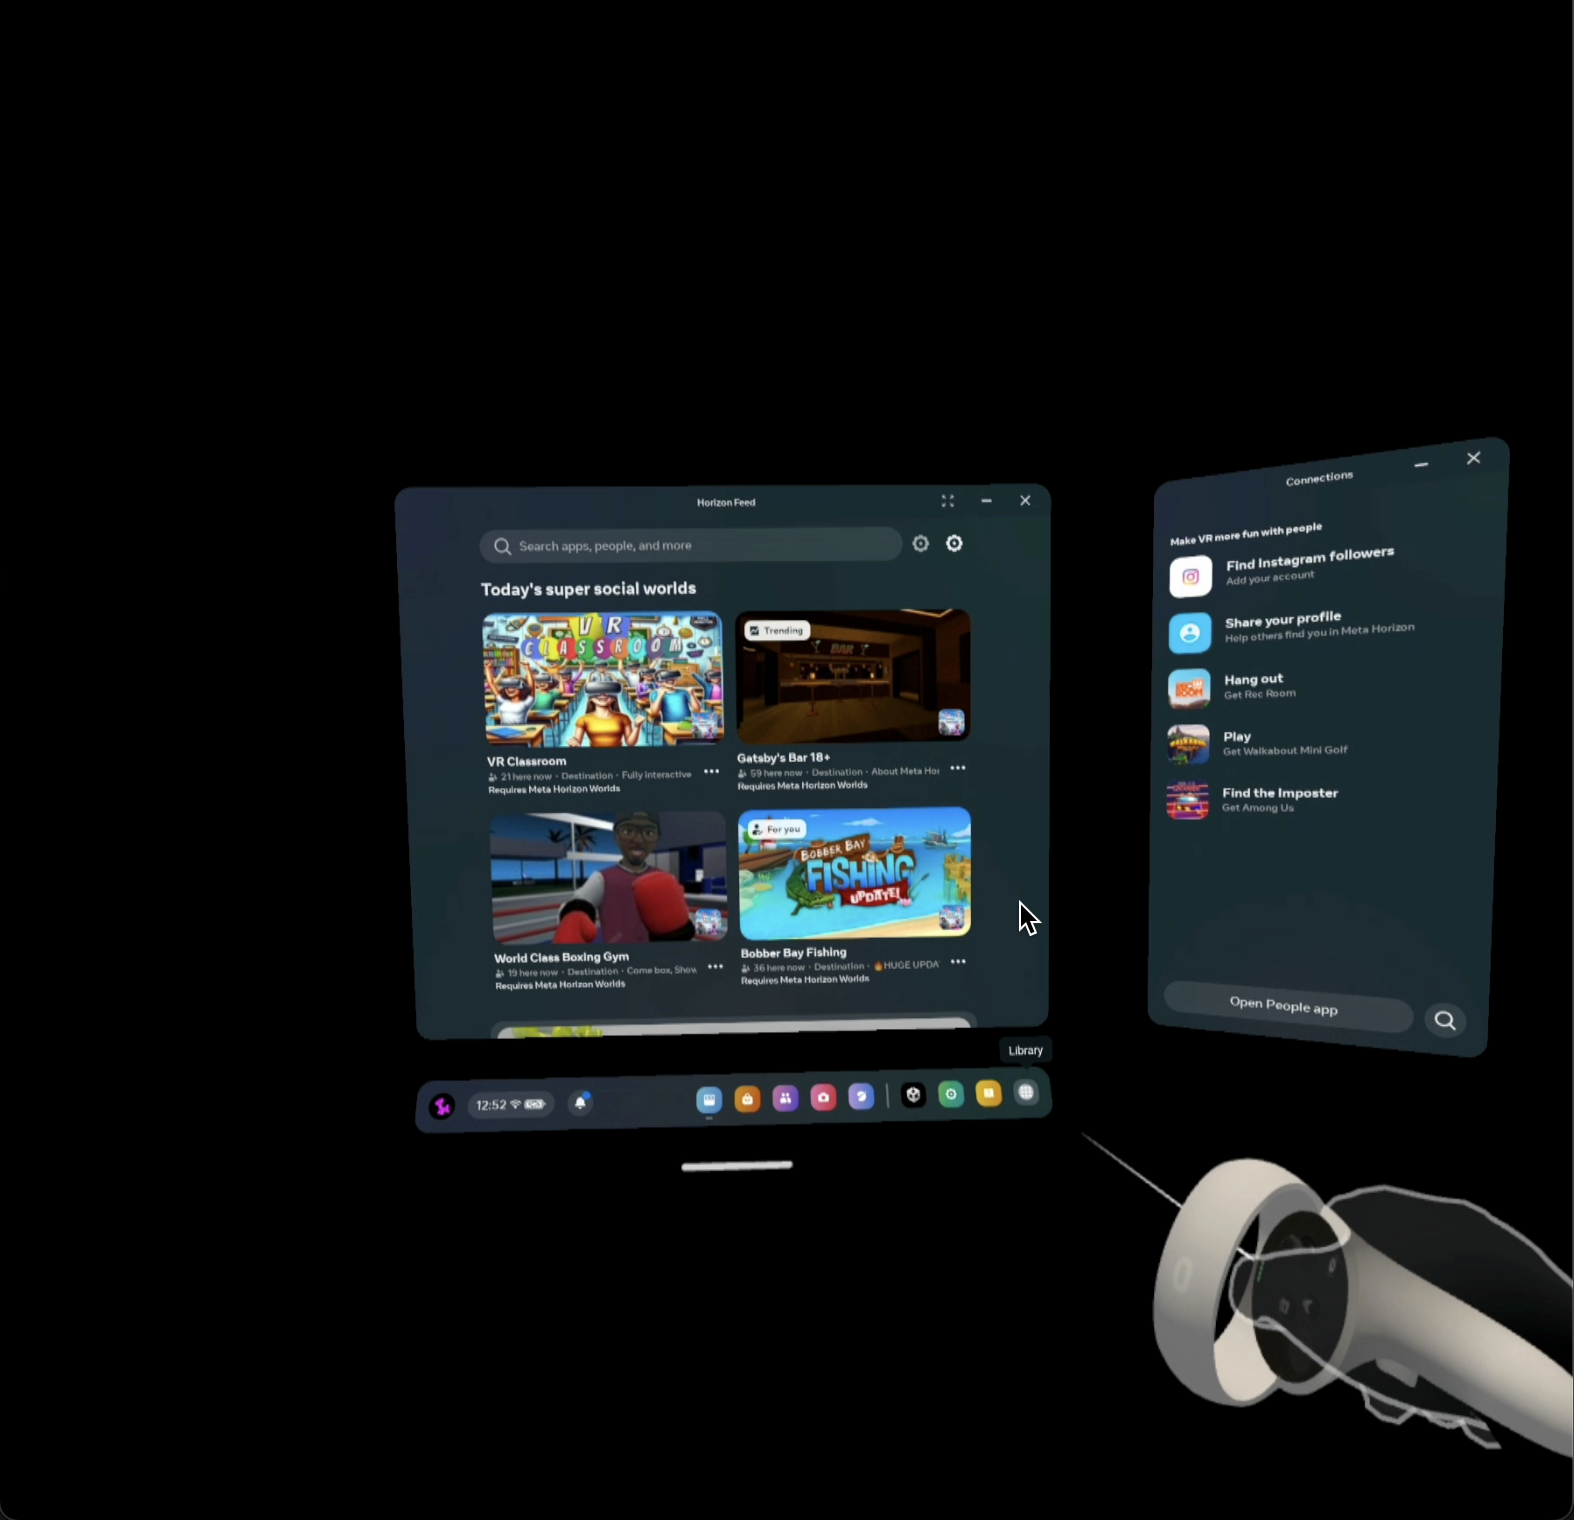 Horizon Feed
Search apps, people, and more
Today's super social worlds
VR
CLASSROOM
VR Classroom
21 here now · Destination · Fully interactive
Requires Meta Horizon Worlds
Trending
BAR
Gatsby's Bar 18+
59 here now · Destination · About Meta Hor
Requires Meta Horizon Worlds
World Class Boxing Gym
19 here now · Destination · Come box, Show
Requires Meta Horizon Worlds
For you
BOBBER BAY
FISHING
UPDATE!
Bobber Bay Fishing
36 here now · Destination · 🔥HUGE UPDA
Requires Meta Horizon Worlds
Library
12:52
Connections
Make VR more fun with people
Find Instagram followers
Add your account
Share your profile
Help others find you in Meta Horizon
REC
ROOM
Hang out
Get Rec Room
Play
Get Walkabout Mini Golf
Find the Imposter
Get Among Us
Open People app